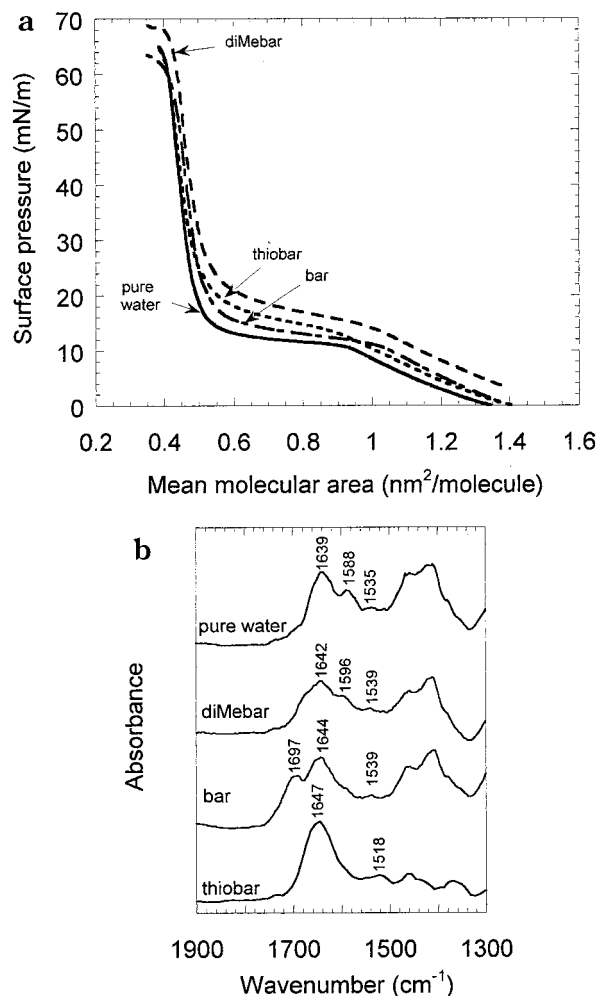 a
70
60
50
40
30
20
10
0
Surface pressure (mN/m)
diMebar
thiobar
bar
pure
water
0.2 0.4 0.6 0.8 1 1.2 1.4 1.6
Mean molecular area (nm²/molecule)
b
Absorbance
1639
1588
1535
pure water
1642
1596
1539
diMebar
1697
1644
1539
bar
1647
1518
thiobar
1900 1700 1500 1300
Wavenumber (cm⁻¹)